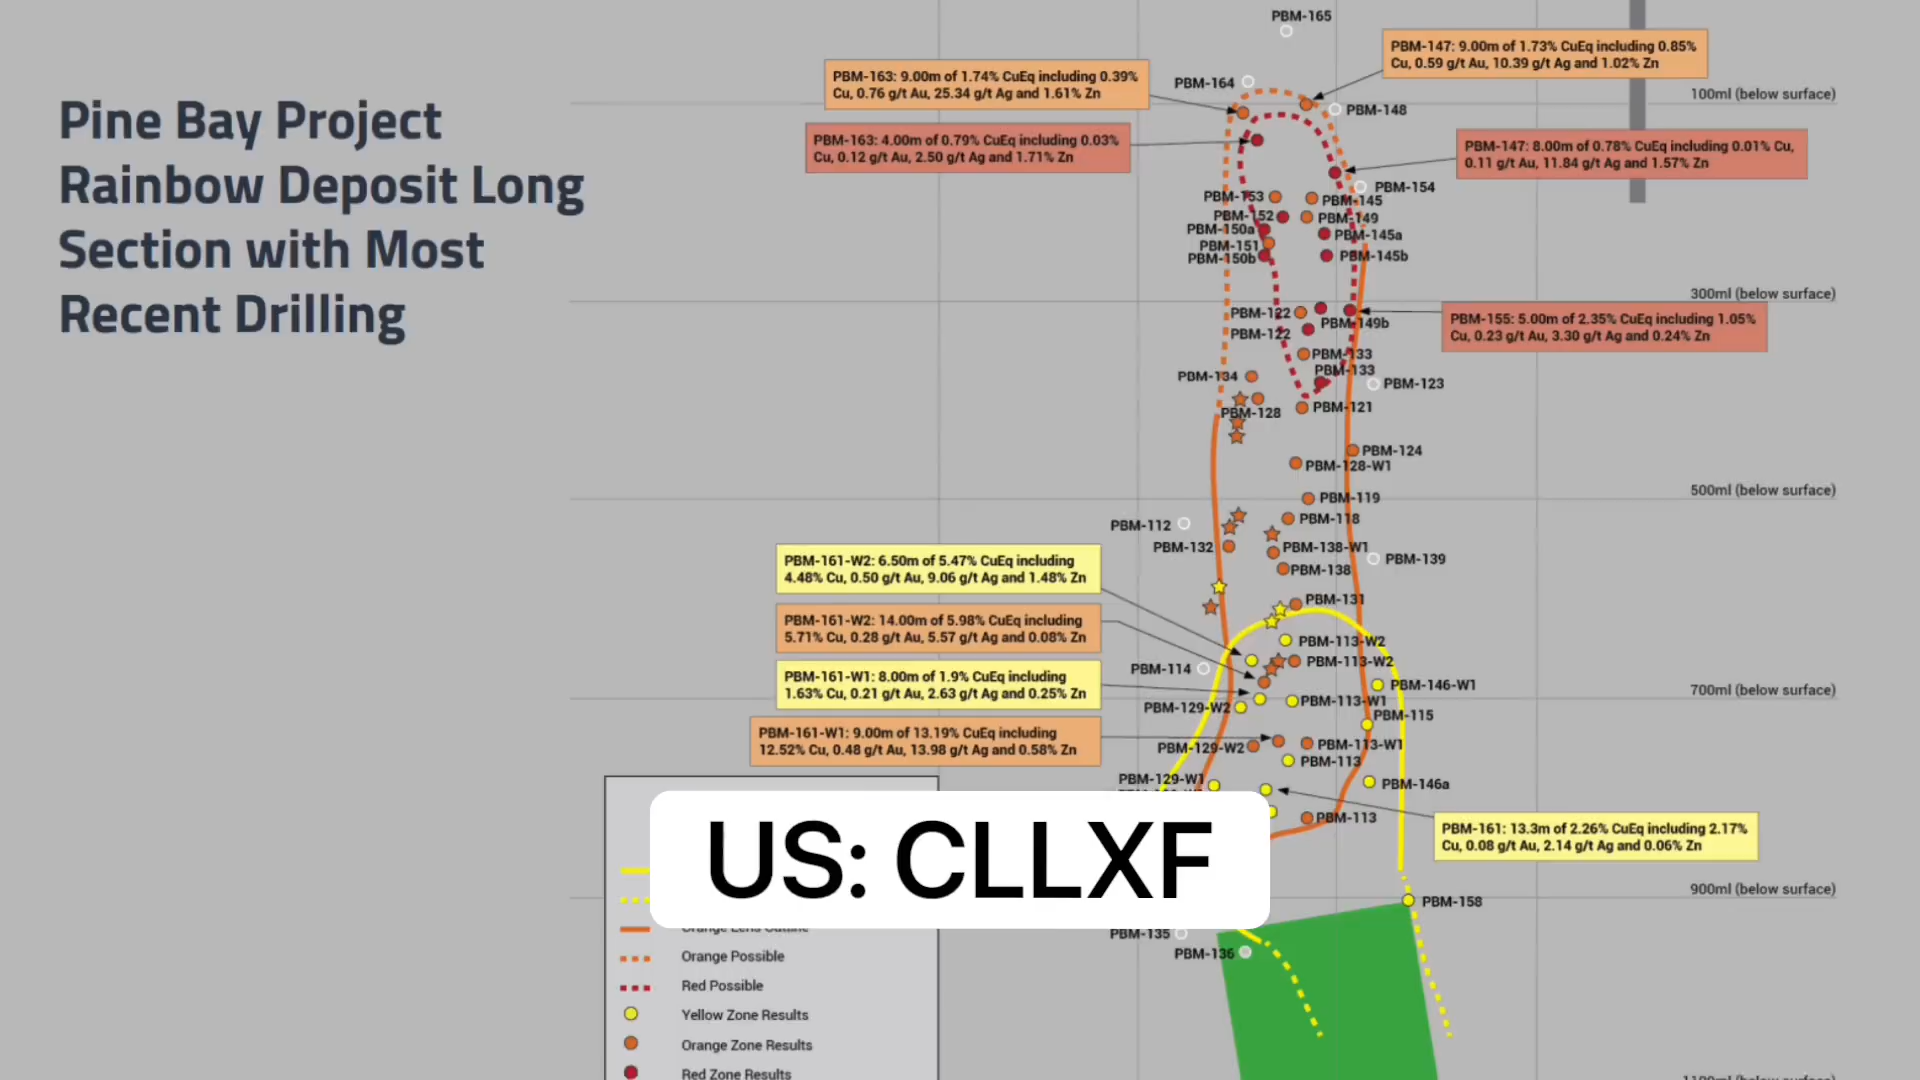 Pine Bay Project
Rainbow Deposit Long
Section with Most
Recent Drilling
PBM-165
PBM-147: 9.00m of 1.73% CuEq including 0.85%
Cu, 0.59 g/t Au, 10.39 g/t Ag and 1.02% Zn
PBM-163: 9.00m of 1.74% CuEq including 0.39%
Cu, 0.76 g/t Au, 25.34 g/t Ag and 1.61% Zn
PBM-164
100ml (below surface)
PBM-148
PBM-163: 4.00m of 0.79% CuEq including 0.03%
Cu, 0.12 g/t Au, 2.50 g/t Ag and 1.71% Zn
PBM-147: 8.00m of 0.78% CuEq including 0.01% Cu,
0.11 g/t Au, 11.84 g/t Ag and 1.57% Zn
PBM-154
PBM-153
PBM-145
PBM-152
PBM-149
PBM-150a
PBM-145a
PBM-151
PBM-150b
PBM-145b
300ml (below surface)
PBM-122
PBM-149b
PBM-155: 5.00m of 2.35% CuEq including 1.05%
Cu, 0.23 g/t Au, 3.30 g/t Ag and 0.24% Zn
PBM-122
PBM-133
PBM-133
PBM-134
PBM-123
PBM-128
PBM-121
PBM-124
PBM-128-W1
500ml (below surface)
PBM-119
PBM-118
PBM-112
PBM-132
PBM-138-W1
PBM-139
PBM-138
PBM-161-W2: 6.50m of 5.47% CuEq including
4.48% Cu, 0.50 g/t Au, 9.06 g/t Ag and 1.48% Zn
PBM-131
PBM-161-W2: 14.00m of 5.98% CuEq including
5.71% Cu, 0.28 g/t Au, 5.57 g/t Ag and 0.08% Zn
PBM-113-W2
PBM-114
PBM-113-W2
PBM-161-W1: 8.00m of 1.9% CuEq including
1.63% Cu, 0.21 g/t Au, 2.63 g/t Ag and 0.25% Zn
PBM-146-W1
700ml (below surface)
PBM-129-W2
PBM-113-W1
PBM-115
PBM-161-W1: 9.00m of 13.19% CuEq including
12.52% Cu, 0.48 g/t Au, 13.98 g/t Ag and 0.58% Zn
PBM-129-W2
PBM-113-W1
PBM-113
PBM-129-W1
PBM-146a
PBM-113
PBM-161: 13.3m of 2.26% CuEq including 2.17%
Cu, 0.08 g/t Au, 2.14 g/t Ag and 0.06% Zn
US: CLLXF
900ml (below surface)
PBM-158
PBM-135
PBM-136
Orange Lens Outline
Orange Possible
Red Possible
Yellow Zone Results
Orange Zone Results
Red Zone Results